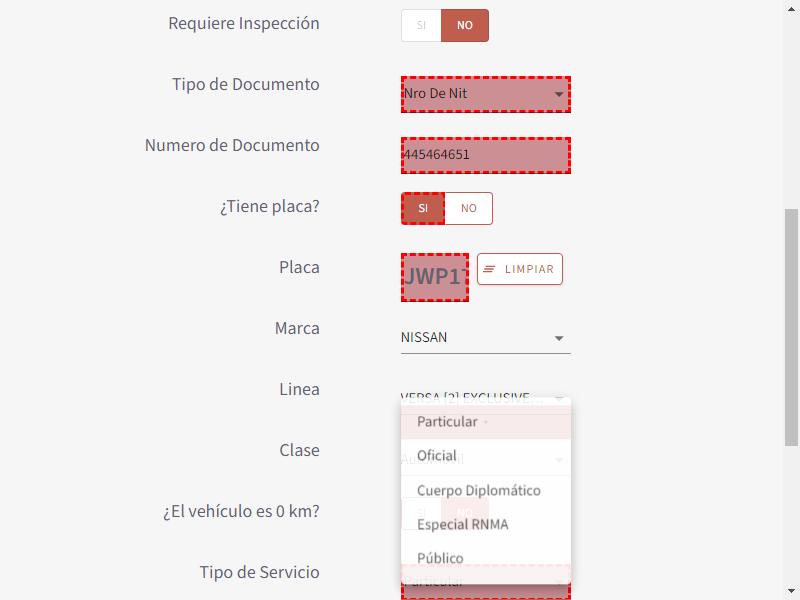 Requiere Inspección SI NO
Tipo de Documento Nro De Nit
Numero de Documento 445464651
¿Tiene placa? SI NO
Placa JWP1 LIMPIAR
Marca NISSAN
Linea VERSA [2] EXCLUSIVE...
Particular
Clase
Oficial
Cuerpo Diplomático
¿El vehículo es 0 km? SI NO
Especial RNMA
Público
Tipo de Servicio Particular